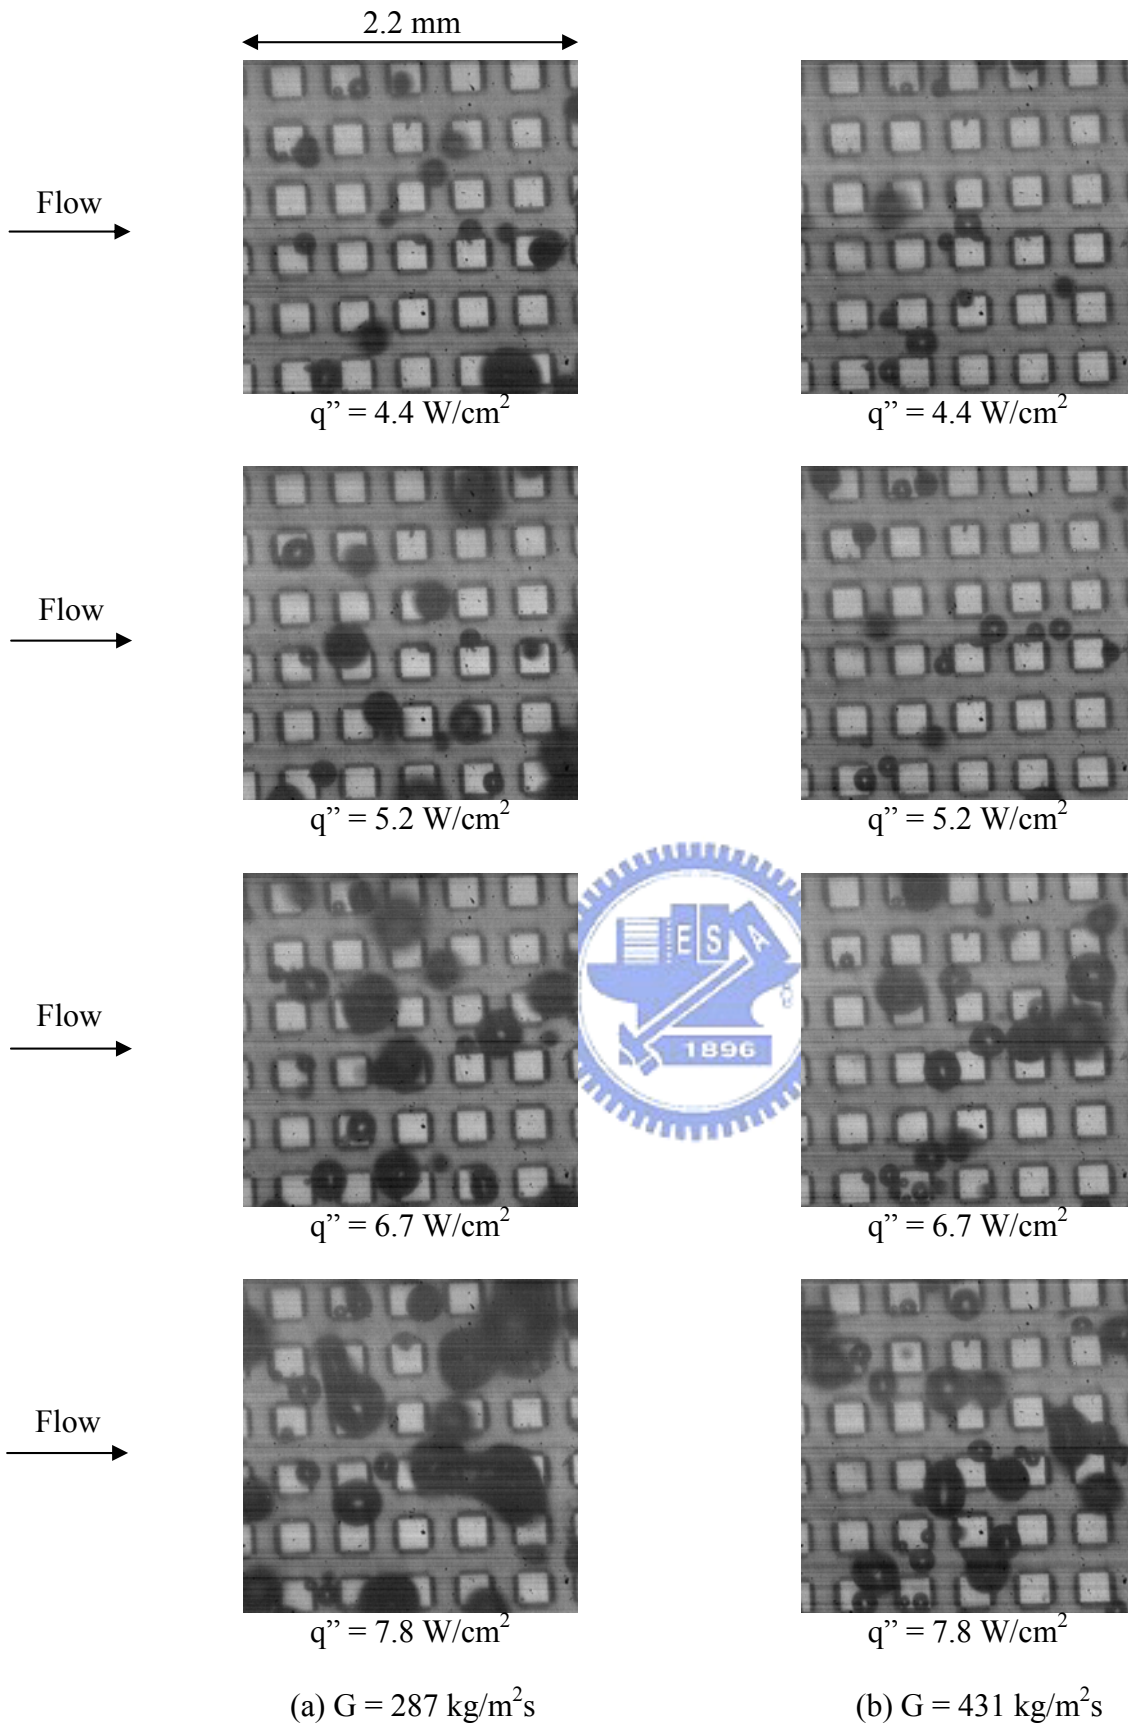 2.2 mm
Flow
q” = 4.4 W/cm²
q” = 4.4 W/cm²
Flow
q” = 5.2 W/cm²
q” = 5.2 W/cm²
E S A
1896
Flow
q” = 6.7 W/cm²
q” = 6.7 W/cm²
Flow
q” = 7.8 W/cm²
q” = 7.8 W/cm²
(a) G = 287 kg/m²s
(b) G = 431 kg/m²s